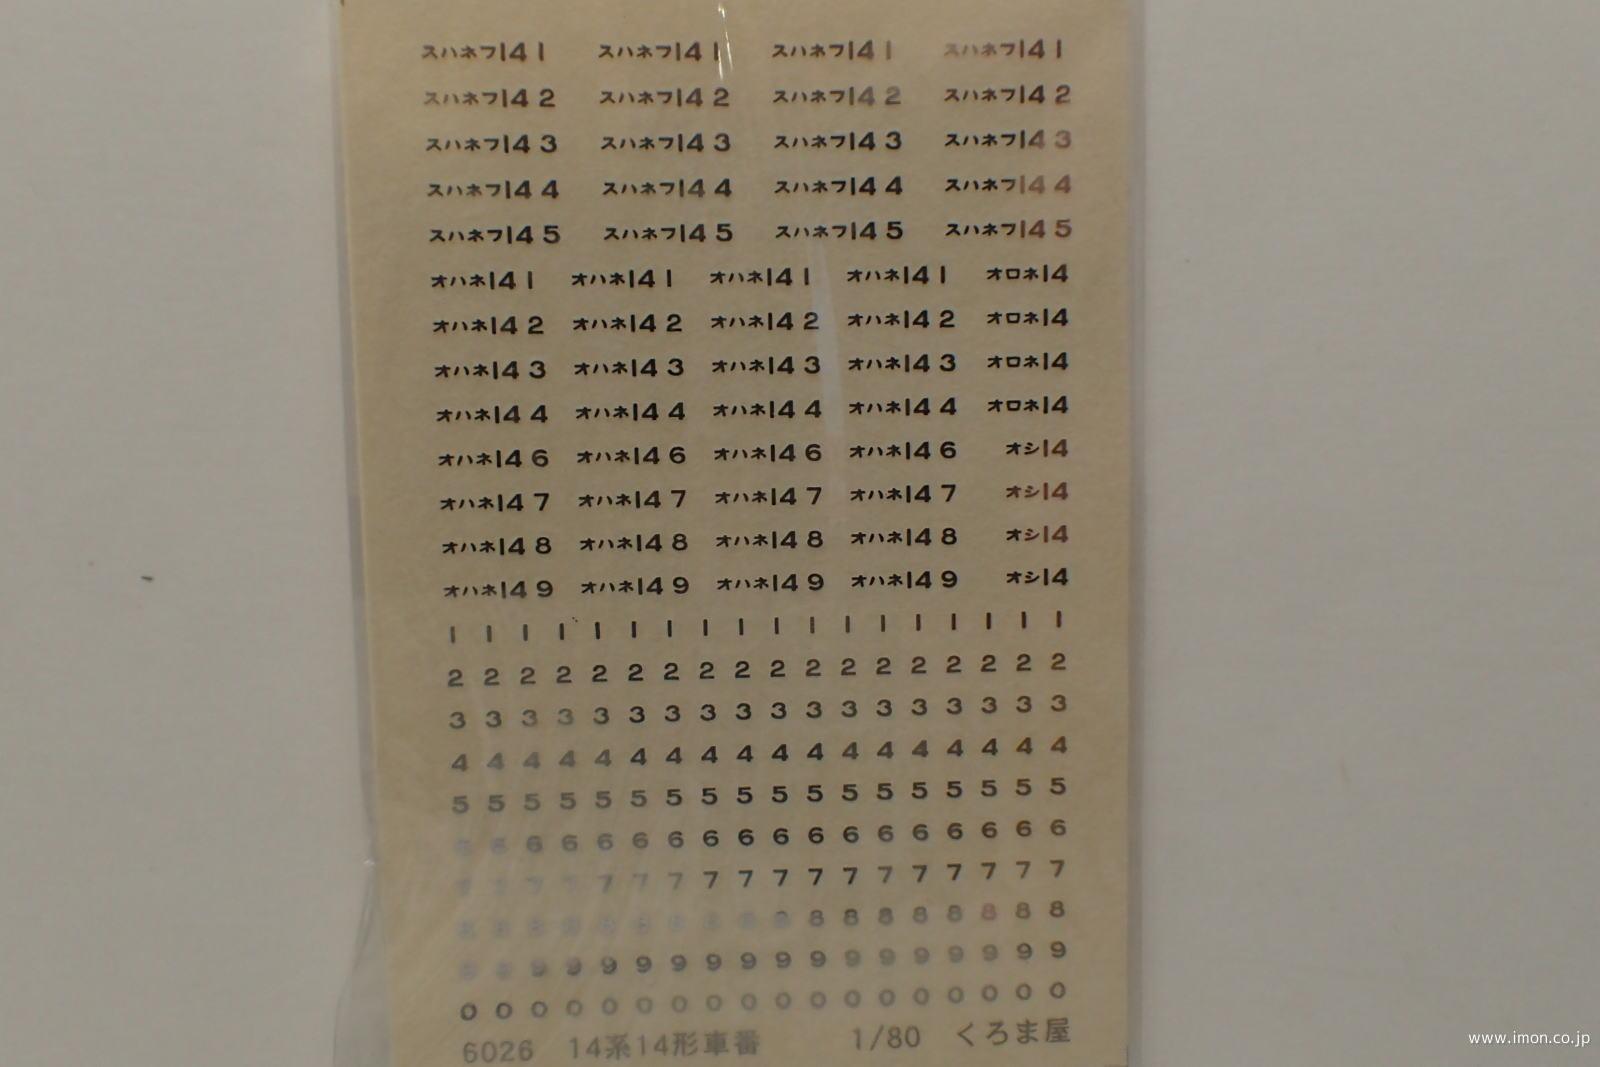 スハネフ14 1 スハネフ14 1 スハネフ14 1 スハネフ14 1
スハネフ14 2 スハネフ14 2 スハネフ14 2 スハネフ14 2
スハネフ14 3 スハネフ14 3 スハネフ14 3 スハネフ14 3
スハネフ14 4 スハネフ14 4 スハネフ14 4 スハネフ14 4
スハネフ14 5 スハネフ14 5 スハネフ14 5 スハネフ14 5
オハネ14 1 オハネ14 1 オハネ14 1 オハネ14 1 オロネ14
オハネ14 2 オハネ14 2 オハネ14 2 オハネ14 2 オロネ14
オハネ14 3 オハネ14 3 オハネ14 3 オハネ14 3 オロネ14
オハネ14 4 オハネ14 4 オハネ14 4 オハネ14 4 オロネ14
オハネ14 6 オハネ14 6 オハネ14 6 オハネ14 6 オシ14
オハネ14 7 オハネ14 7 オハネ14 7 オハネ14 7 オシ14
オハネ14 8 オハネ14 8 オハネ14 8 オハネ14 8 オシ14
オハネ14 9 オハネ14 9 オハネ14 9 オハネ14 9 オシ14
1 1 1 1 1 1 1 1 1 1 1 1 1 1 1 1 1 1
2 2 2 2 2 2 2 2 2 2 2 2 2 2 2 2 2 2
3 3 3 3 3 3 3 3 3 3 3 3 3 3 3 3 3 3
4 4 4 4 4 4 4 4 4 4 4 4 4 4 4 4 4 4
5 5 5 5 5 5 5 5 5 5 5 5 5 5 5 5 5 5
6 6 6 6 6 6 6 6 6 6 6 6 6 6 6 6 6 6
7 7 7 7 7 7 7 7 7 7 7 7 7 7 7 7 7 7
8 8 8 8 8 8 8 8 8 8 8 8 8 8 8 8 8 8
9 9 9 9 9 9 9 9 9 9 9 9 9 9 9 9 9 9
0 0 0 0 0 0 0 0 0 0 0 0 0 0 0 0 0 0
6026 14系14形車番 1/80 くろま屋
www.imon.co.jp